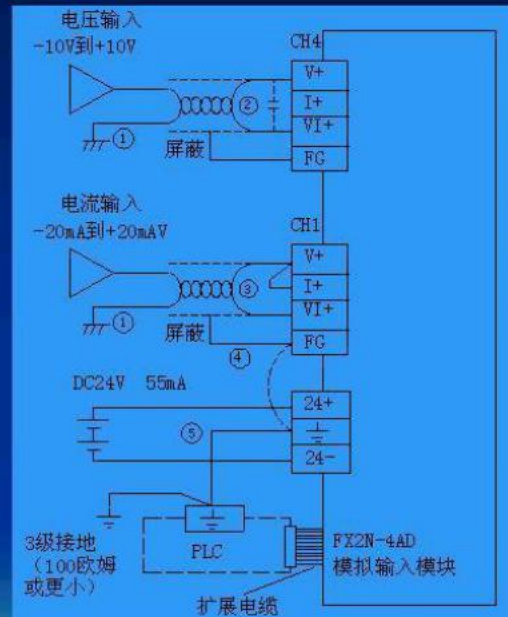 电压输入
-10V到+10V
CH4
V+
I+
VI+
FG
②
①
屏蔽
电流输入
-20mA到+20mAV
CH1
V+
I+
VI+
FG
③
①
屏蔽
④
DC24V 55mA
24+
24-
⑤
3级接地
(100欧姆
或更小)
PLC
FX2N-4AD
模拟输入模块
扩展电缆